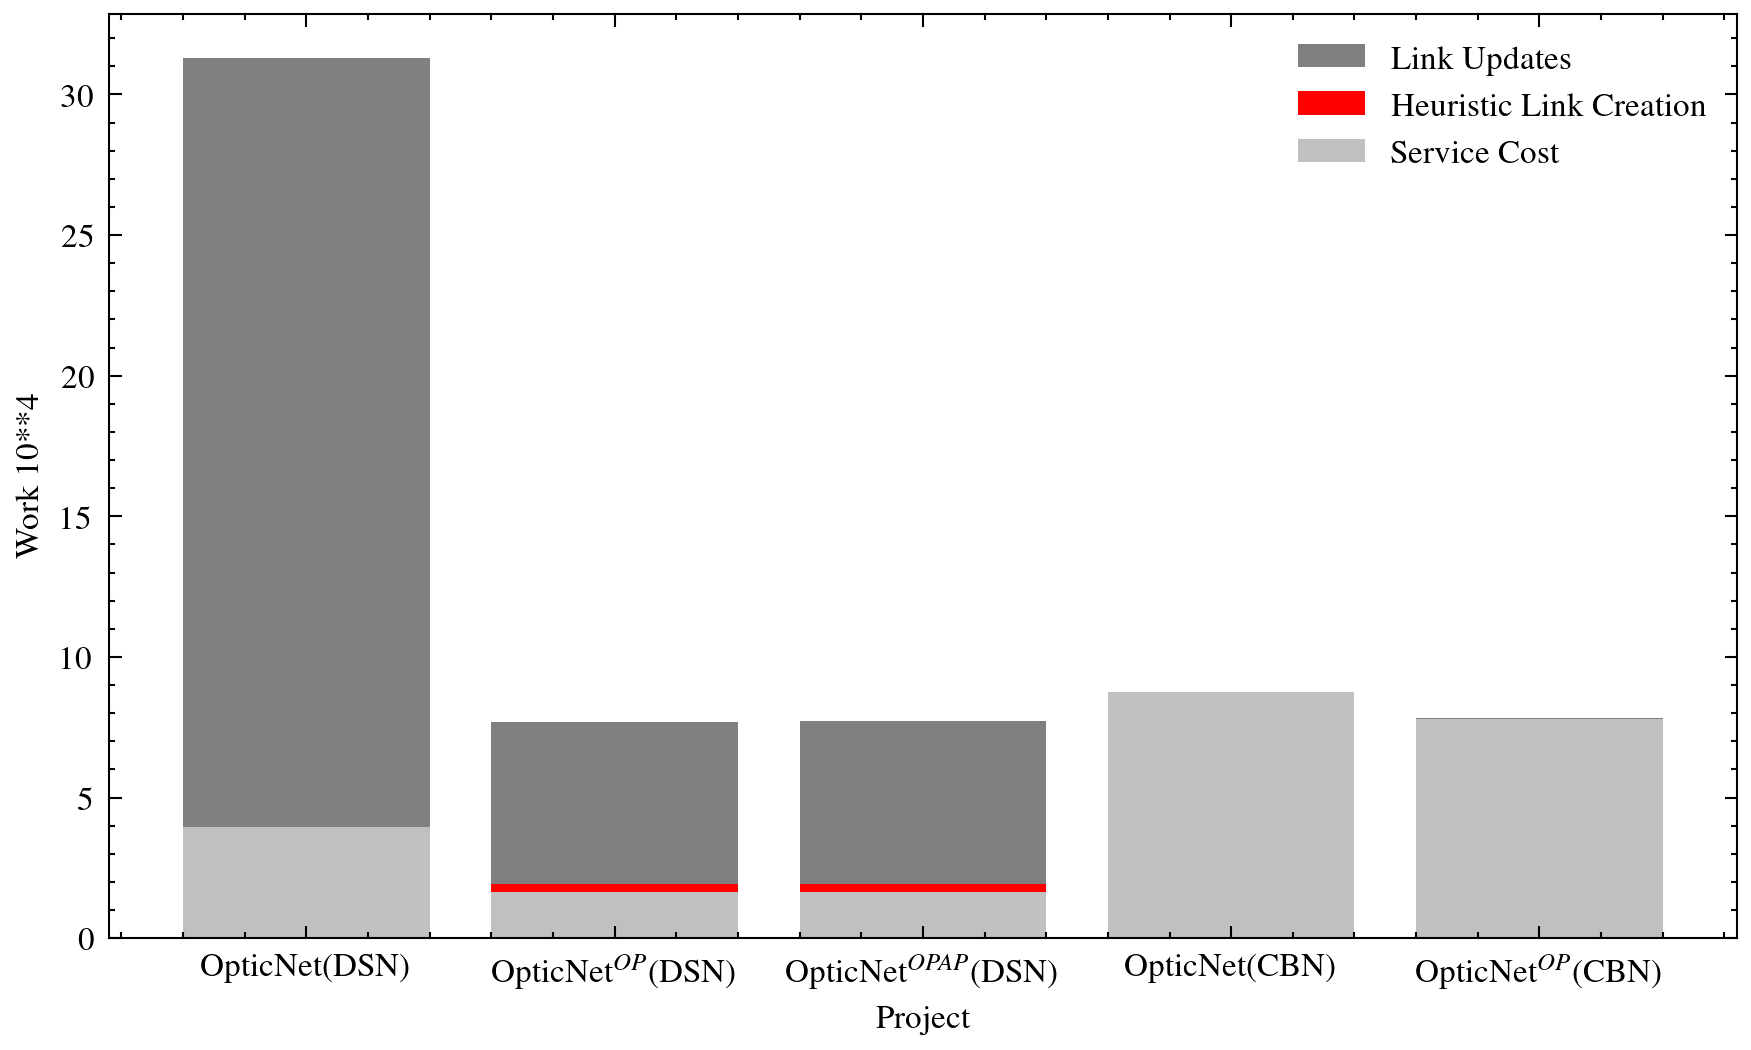 Link Updates
Heuristic Link Creation
Service Cost
30
25
20
15
10
5
0
Work 10**4
OpticNet(DSN)
OpticNet^OP(DSN)
OpticNet^OPAP(DSN)
OpticNet(CBN)
OpticNet^OP(CBN)
Project